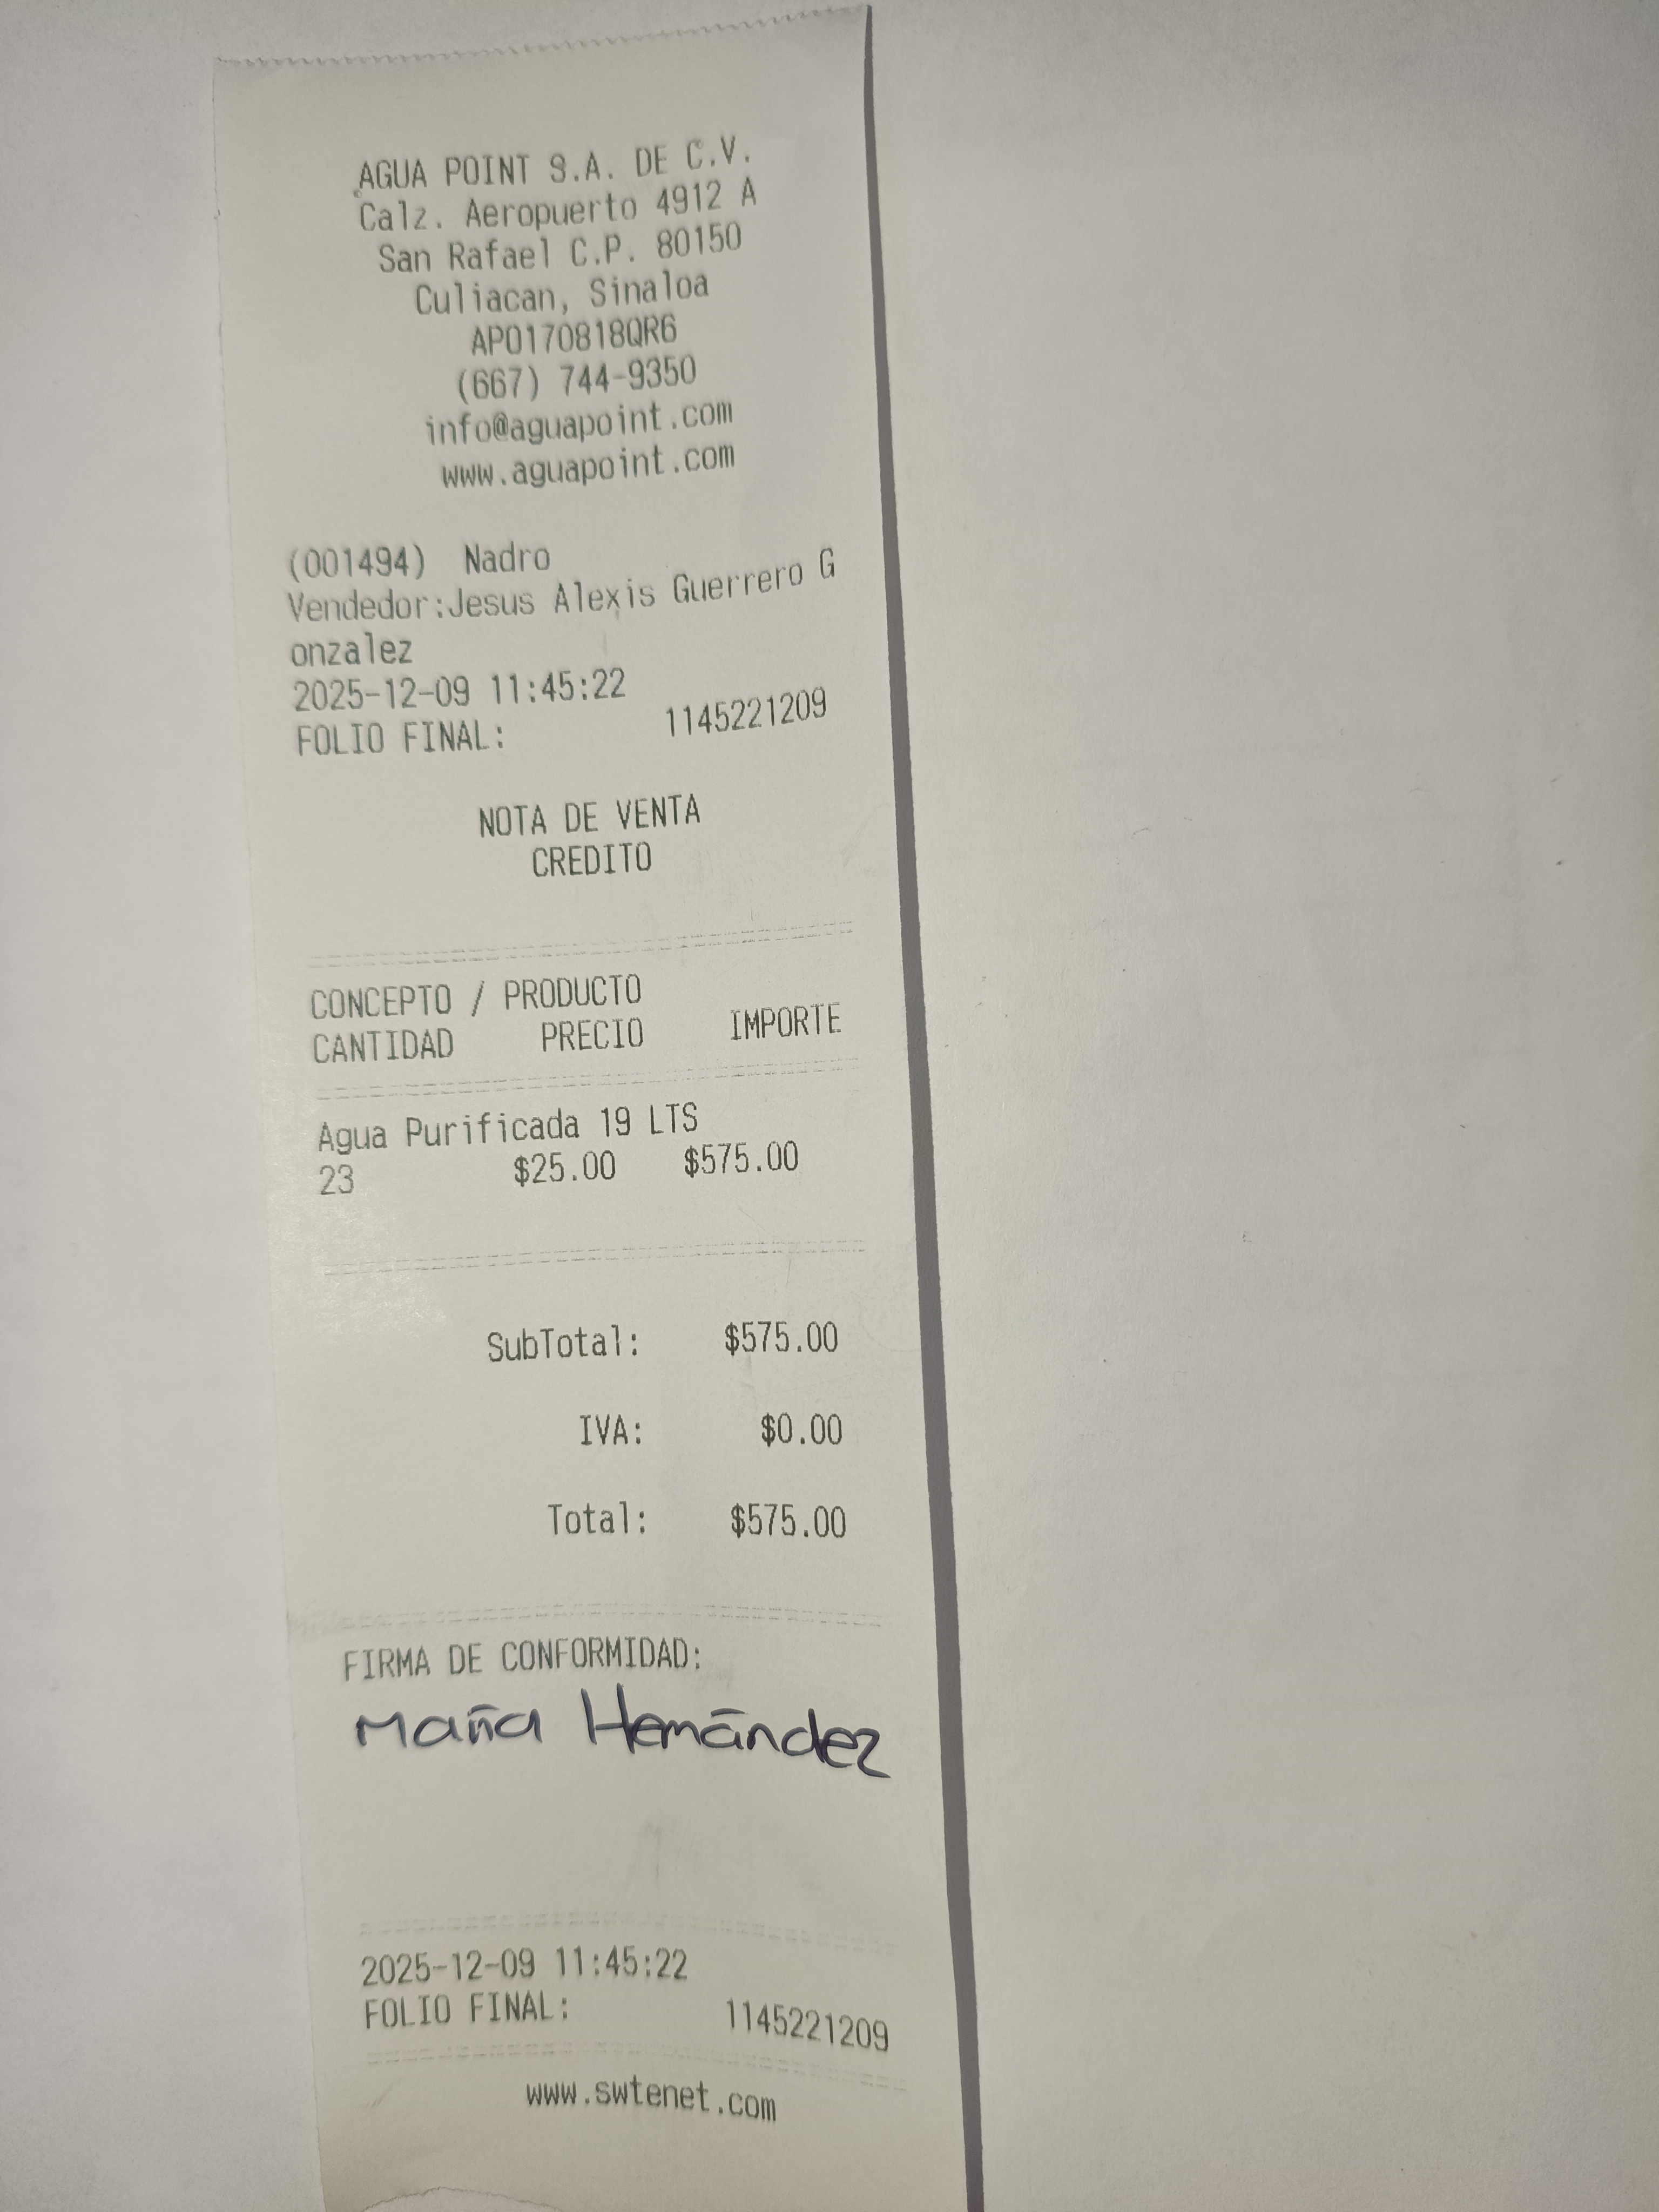 AGUA POINT S.A. DE C.V.
Calz. Aeropuerto 4912 A
San Rafael C.P. 80150
Culiacan, Sinaloa
APO170818QR6
(667) 744-9350
info@aguapoint.com
www.aguapoint.com
(001494) Nadro
Vendedor:Jesus Alexis Guerrero G
onzalez
2025-12-09 11:45:22
FOLIO FINAL: 1145221209
NOTA DE VENTA
CREDITO
CONCEPTO / PRODUCTO
CANTIDAD PRECIO IMPORTE
Agua Purificada 19 LTS
23 $25.00 $575.00
SubTotal: $575.00
IVA: $0.00
Total: $575.00
FIRMA DE CONFORMIDAD:
María Hernández
2025-12-09 11:45:22
FOLIO FINAL: 1145221209
www.swtenet.com